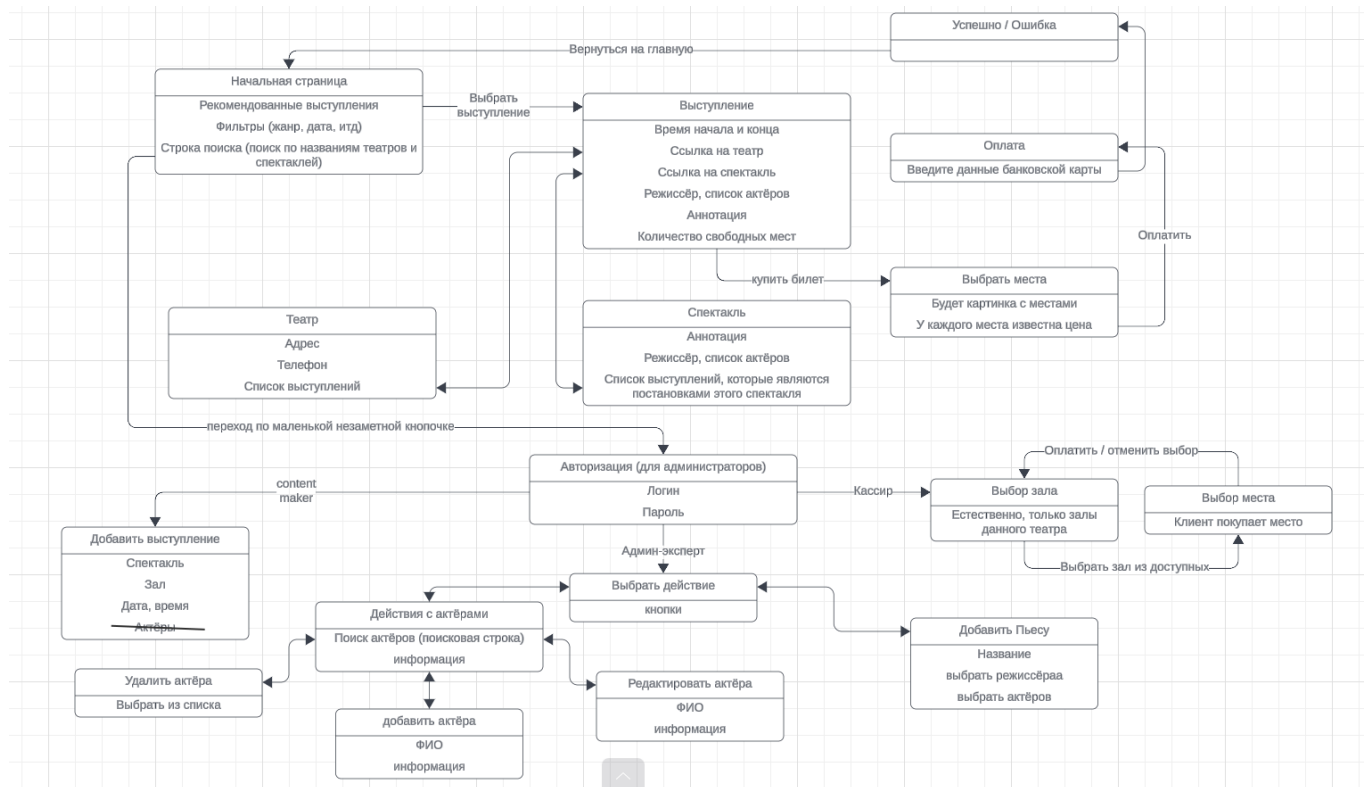 Успешно / Ошибка
Вернуться на главную
Начальная страница
Рекомендованные выступления
Фильтры (жанр, дата, итд)
Строка поиска (поиск по названиям театров и
спектаклей)
Выбрать
выступление
Выступление
Время начала и конца
Ссылка на театр
Ссылка на спектакль
Режиссёр, список актёров
Аннотация
Количество свободных мест
Оплата
Введите данные банковской карты
Оплатить
купить билет
Выбрать места
Будет картинка с местами
У каждого места известна цена
Театр
Адрес
Телефон
Список выступлений
Спектакль
Аннотация
Режиссёр, список актёров
Список выступлений, которые являются
постановками этого спектакля
переход по маленькой незаметной кнопочке
Авторизация (для администраторов)
Логин
Пароль
content
maker
Кассир
Админ-эксперт
Оплатить / отменить выбор
Выбор зала
Естественно, только залы
данного театра
Выбор места
Клиент покупает место
Выбрать зал из доступных
Добавить выступление
Спектакль
Зал
Дата, время
Актёры
Выбрать действие
кнопки
Действия с актёрами
Поиск актёров (поисковая строка)
информация
Добавить Пьесу
Название
выбрать режиссёраа
выбрать актёров
Удалить актёра
Выбрать из списка
Редактировать актёра
ФИО
информация
добавить актёра
ФИО
информация